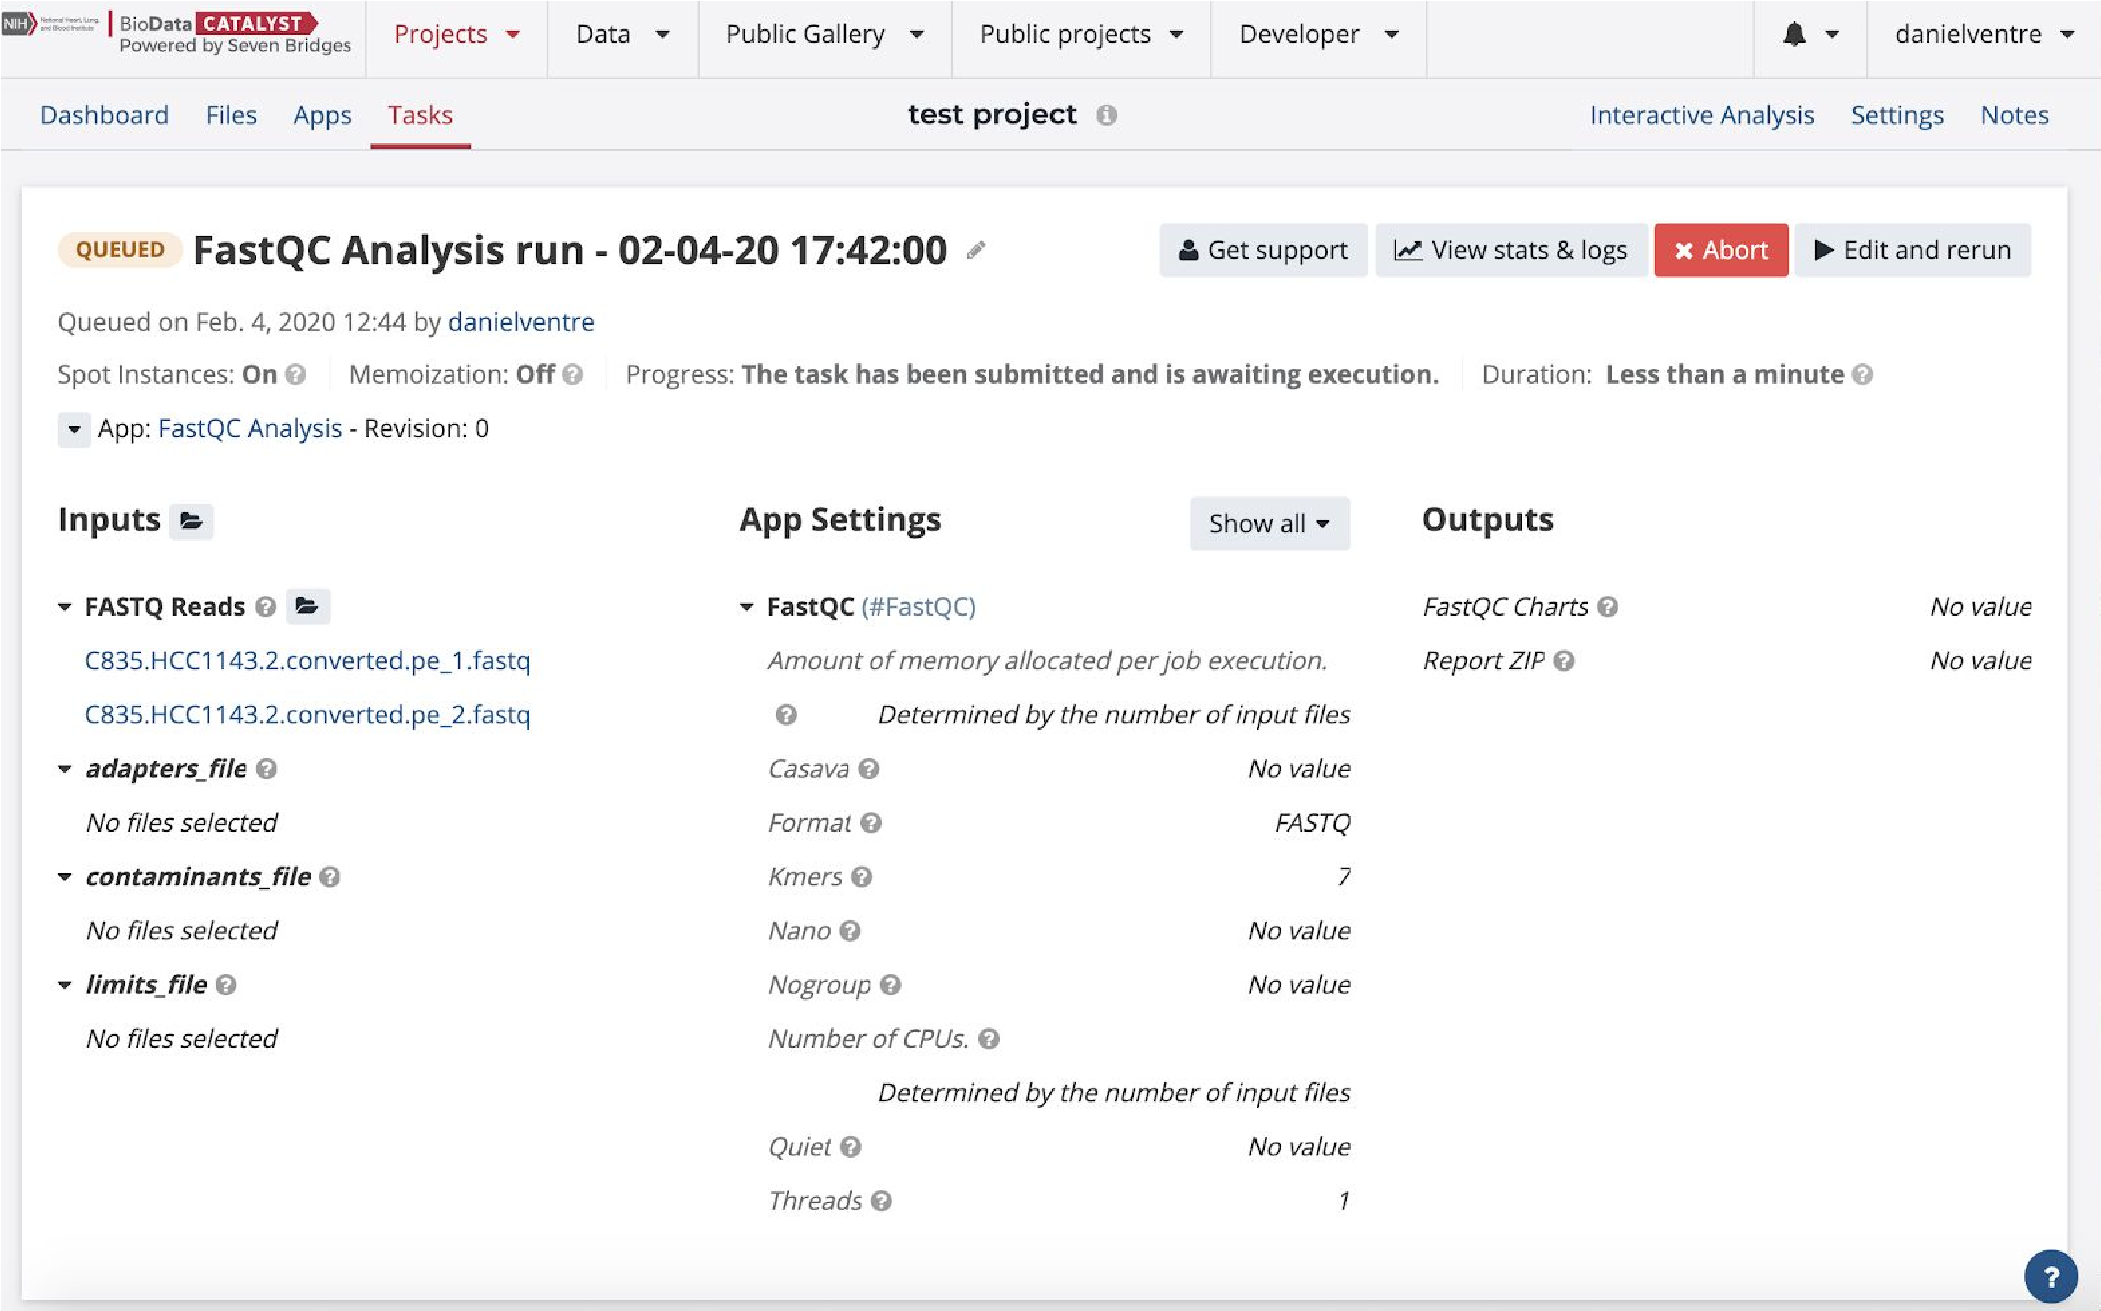 NIH National Heart, Lung, and Blood Institute BioData CATALYST
Powered by Seven Bridges
Projects Data Public Gallery Public projects Developer danielventre
Dashboard Files Apps Tasks test project Interactive Analysis Settings Notes
QUEUED FastQC Analysis run - 02-04-20 17:42:00 Get support View stats & logs Abort Edit and rerun
Queued on Feb. 4, 2020 12:44 by danielventre
Spot Instances: On Memoization: Off Progress: The task has been submitted and is awaiting execution. Duration: Less than a minute
App: FastQC Analysis - Revision: 0
Inputs
FASTQ Reads
C835.HCC1143.2.converted.pe_1.fastq
C835.HCC1143.2.converted.pe_2.fastq
adapters_file
No files selected
contaminants_file
No files selected
limits_file
No files selected
App Settings Show all
FastQC (#FastQC)
Amount of memory allocated per job execution.
Determined by the number of input files
Casava No value
Format FASTQ
Kmers 7
Nano No value
Nogroup No value
Number of CPUs.
Determined by the number of input files
Quiet No value
Threads 1
Outputs
FastQC Charts No value
Report ZIP No value
?